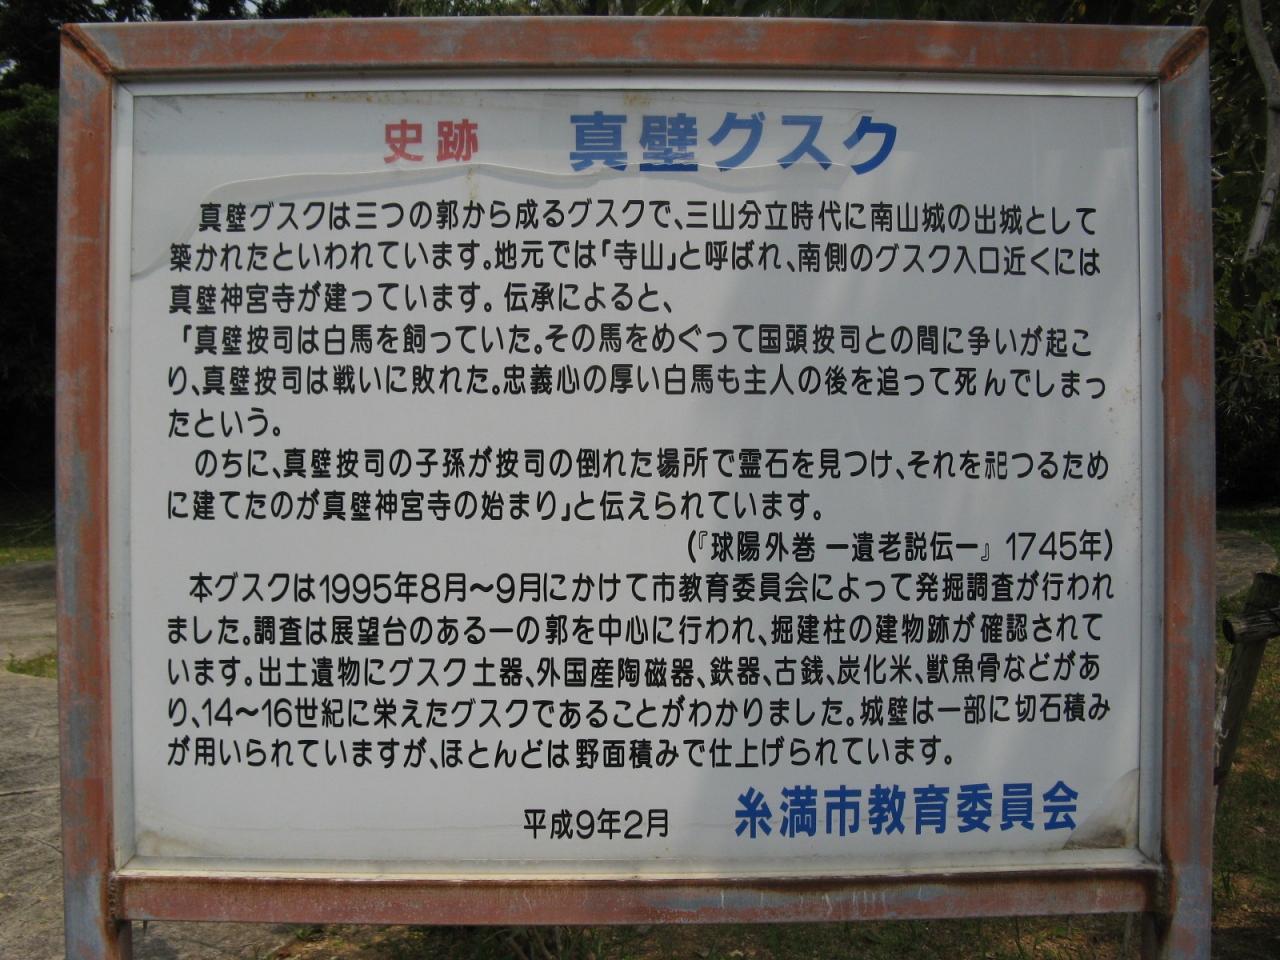 史跡 真壁グスク
真壁グスクは三つの郭から成るグスクで、三山分立時代に南山城の出城として
築かれたといわれています。地元では「寺山」と呼ばれ、南側のグスク入口近くには
真壁神宮寺が建っています。伝承によると、
「真壁按司は白馬を飼っていた。その馬をめぐって国頭按司との間に争いが起こ
り、真壁按司は戦いに敗れた。忠義心の厚い白馬も主人の後を追って死んでしまっ
たという。
のちに、真壁按司の子孫が按司の倒れた場所で霊石を見つけ、それを祀つるため
に建てたのが真壁神宮寺の始まり」と伝えられています。
(『球陽外巻 ー遺老説伝ー』 1745年)
本グスクは1995年8月〜9月にかけて市教育委員会によって発掘調査が行われ
ました。調査は展望台のある一の郭を中心に行われ、掘建柱の建物跡が確認されて
います。出土遺物にグスク土器、外国産陶磁器、鉄器、古銭、炭化米、獣魚骨などがあ
り、14〜16世紀に栄えたグスクであることがわかりました。城壁は一部に切石積み
が用いられていますが、ほとんどは野面積みで仕上げられています。
平成9年2月 糸満市教育委員会